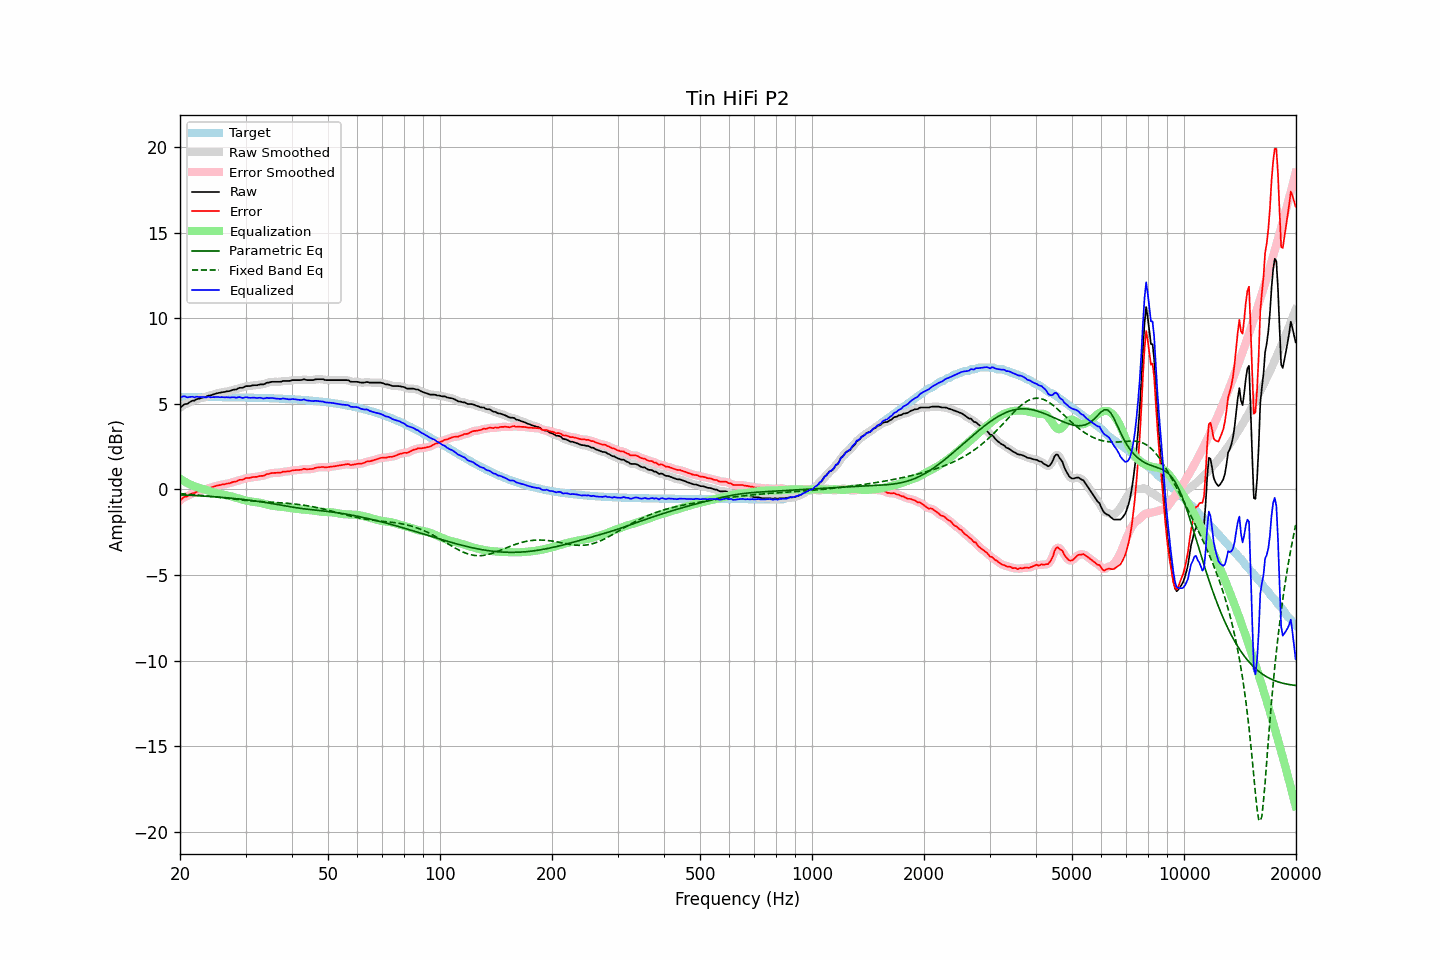 Tin HiFi P2
Target
Raw Smoothed
Error Smoothed
Raw
Error
Equalization
Parametric Eq
Fixed Band Eq
Equalized
Amplitude (dBr)
20
15
10
5
0
−5
−10
−15
−20
20 50 100 200 500 1000 2000 5000 10000 20000
Frequency (Hz)